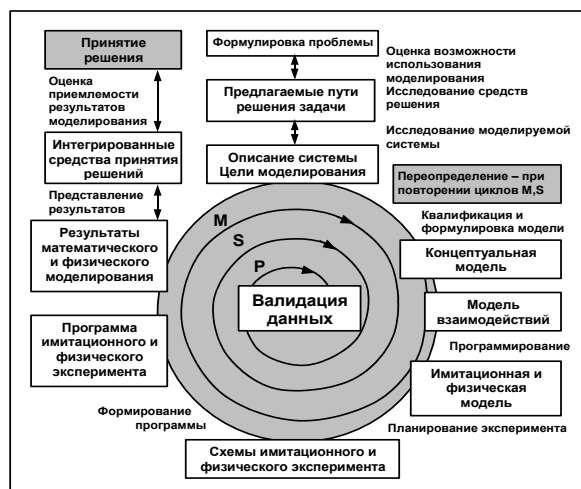 Принятие
решения
Формулировка проблемы
Оценка возможности
использования
моделирования
Исследование средств
решения
Оценка
приемлемости
результатов
моделирования
Предлагаемые пути
решения задачи
Исследование моделируемой
системы
Интегрированные
средства принятия
решений
Описание системы
Цели моделирования
Переопределение – при
повторении циклов M,S
Представление
результатов
Квалификация и
формулировка модели
Результаты
математического
и физического
моделирования
M
S
P
Концептуальная
модель
Валидация
данных
Модель
взаимодействий
Программа
имитационного и
физического
эксперимента
Программирование
Имитационная и
физическая
модель
Формирование
программы
Планирование эксперимента
Схемы имитационного и
физического эксперимента